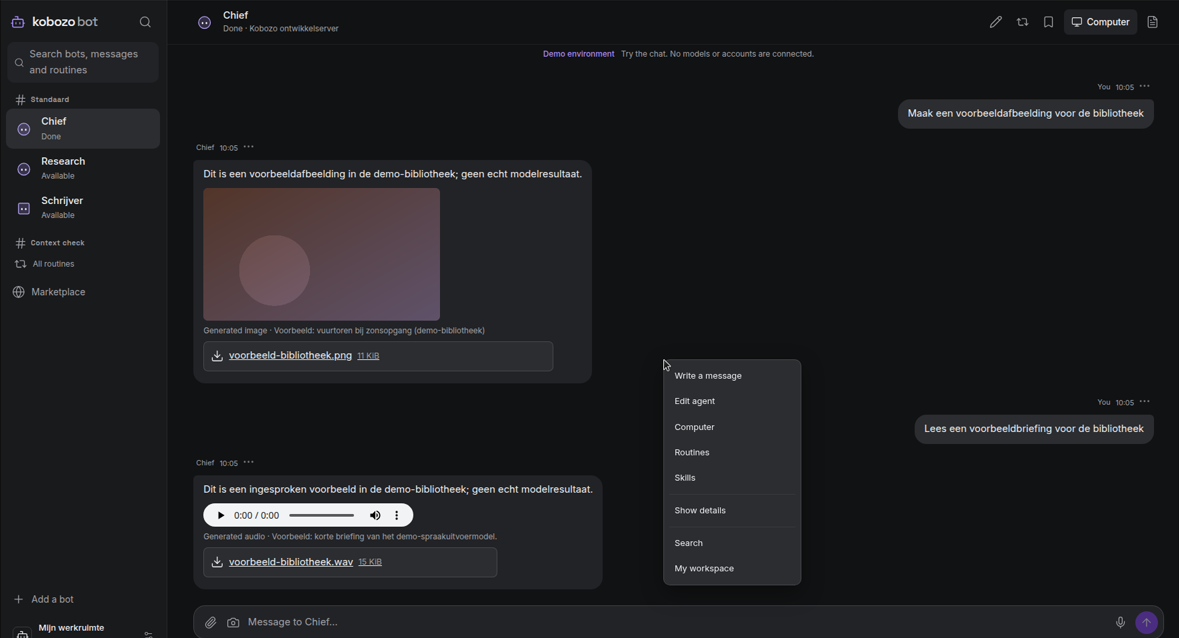 kobozo bot
Search bots, messages
and routines
Standaard
Chief
Done
Research
Available
Schrijver
Available
Context check
All routines
Marketplace
Add a bot
Mijn werkruimte
Chief
Done · Kobozo ontwikkelserver
Computer
Demo environment Try the chat. No models or accounts are connected.
You 10:05
Maak een voorbeeldafbeelding voor de bibliotheek
Chief 10:05
Dit is een voorbeeldafbeelding in de demo-bibliotheek; geen echt modelresultaat.
Generated image · Voorbeeld: vuurtoren bij zonsopgang (demo-bibliotheek)
voorbeeld-bibliotheek.png 11 KiB
You 10:05
Lees een voorbeeldbriefing voor de bibliotheek
Chief 10:05
Dit is een ingesproken voorbeeld in de demo-bibliotheek; geen echt modelresultaat.
0:00 / 0:00
Generated audio · Voorbeeld: korte briefing van het demo-spraakuitvoermodel.
voorbeeld-bibliotheek.wav 15 KiB
Write a message
Edit agent
Computer
Routines
Skills
Show details
Search
My workspace
Message to Chief...